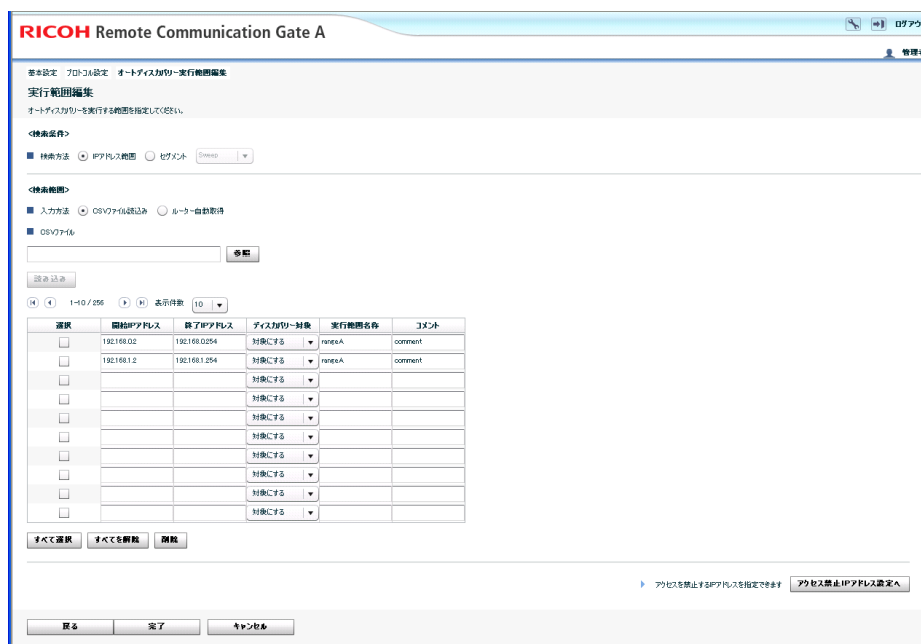 RICOH Remote Communication Gate A
ログアウ
管理者
基本設定 プロトコル設定 オートディスカバリー実行範囲編集
実行範囲編集
オートディスカバリーを実行する範囲を指定してください。
<検索条件>
検索方法 IPアドレス範囲 セグメント Sweep
<検索範囲>
入力方法 CSVファイル読込み ルーター自動取得
CSVファイル
参照
読み込み
1-10 / 256 表示件数 10
選択 開始IPアドレス 終了IPアドレス ディスカバリー対象 実行範囲名称 コメント
192.168.0.2 192.168.0.254 対象にする rangeA comment
192.168.1.2 192.168.1.254 対象にする rangeA comment
対象にする
対象にする
対象にする
対象にする
対象にする
対象にする
対象にする
対象にする
すべて選択 すべてを解除 削除
アクセスを禁止するIPアドレスを指定できます アクセス禁止IPアドレス設定へ
戻る 完了 キャンセル